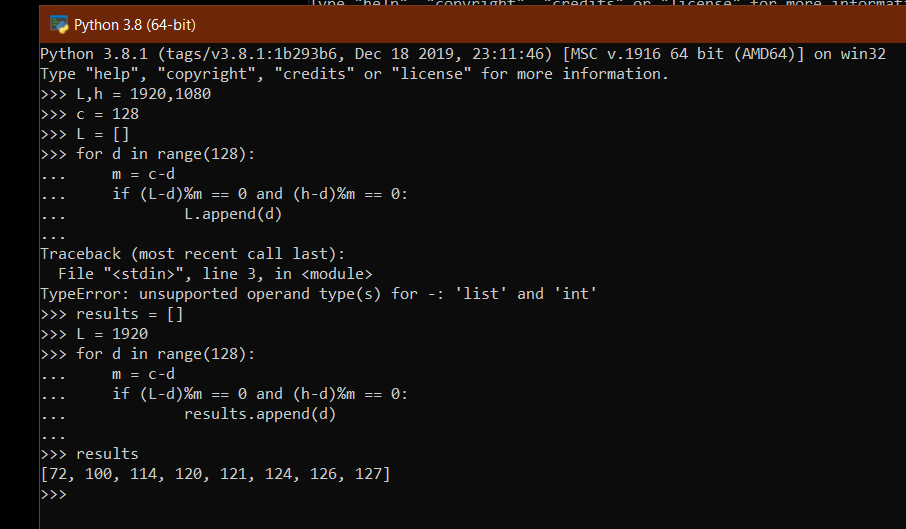 Type "help", "copyright", "credits" or "license" for more informat
Python 3.8 (64-bit)
Python 3.8.1 (tags/v3.8.1:1b293b6, Dec 18 2019, 23:11:46) [MSC v.1916 64 bit (AMD64)] on win32
Type "help", "copyright", "credits" or "license" for more information.
>>> L,h = 1920,1080
>>> c = 128
>>> L = []
>>> for d in range(128):
...     m = c-d
...     if (L-d)%m == 0 and (h-d)%m == 0:
...             L.append(d)
...
Traceback (most recent call last):
  File "<stdin>", line 3, in <module>
TypeError: unsupported operand type(s) for -: 'list' and 'int'
>>> results = []
>>> L = 1920
>>> for d in range(128):
...     m = c-d
...     if (L-d)%m == 0 and (h-d)%m == 0:
...             results.append(d)
...
>>> results
[72, 100, 114, 120, 121, 124, 126, 127]
>>>